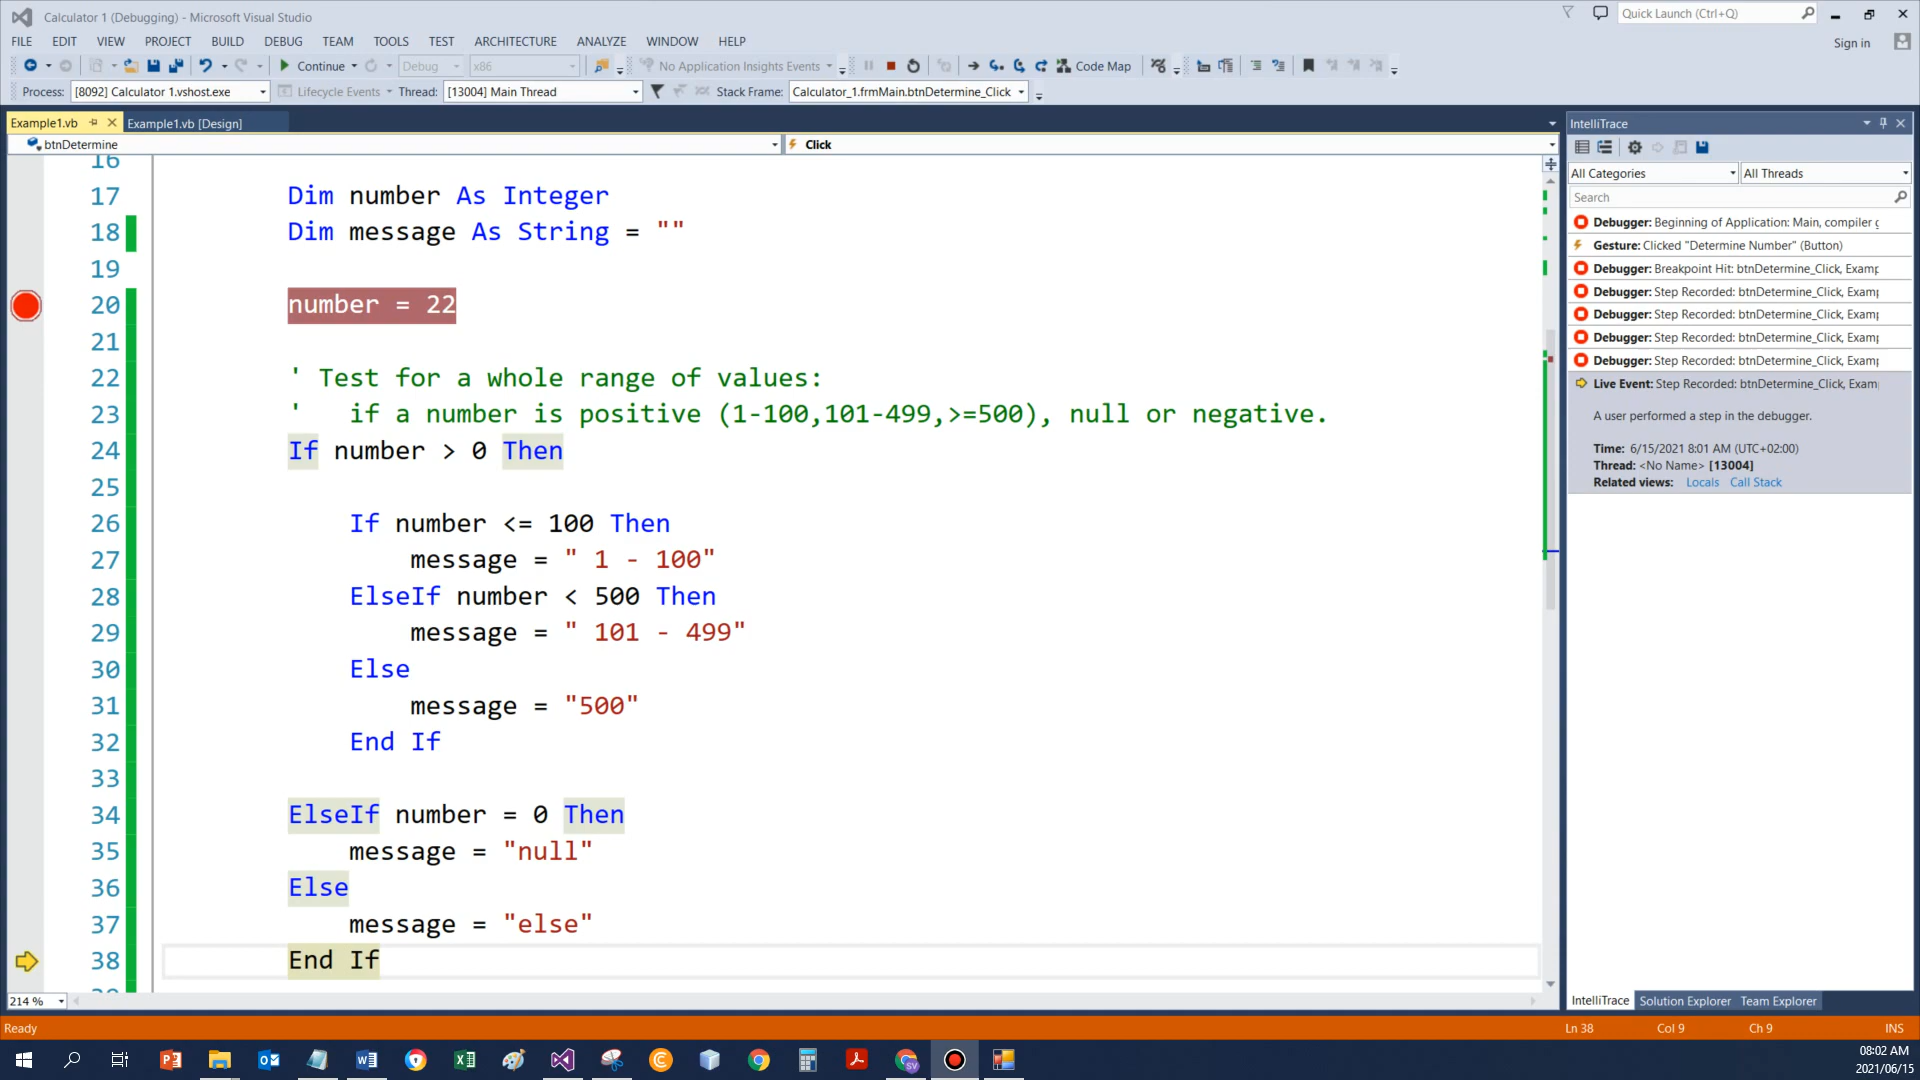 Calculator 1 (Debugging) - Microsoft Visual Studio
Quick Launch (Ctrl+Q)
FILE EDIT VIEW PROJECT BUILD DEBUG TEAM TOOLS TEST ARCHITECTURE ANALYZE WINDOW HELP
Sign in
Continue Debug x86 No Application Insights Events Code Map
Process: [8092] Calculator 1.vshost.exe Lifecycle Events Thread: [13004] Main Thread Stack Frame: Calculator_1.frmMain.btnDetermine_Click
Example1.vb Example1.vb [Design]
btnDetermine Click
16
17 Dim number As Integer
18 Dim message As String = ""
19
20 number = 22
21
22 ' Test for a whole range of values:
23 ' if a number is positive (1-100,101-499,>=500), null or negative.
24 If number > 0 Then
25
26 If number <= 100 Then
27 message = " 1 - 100"
28 ElseIf number < 500 Then
29 message = " 101 - 499"
30 Else
31 message = "500"
32 End If
33
34 ElseIf number = 0 Then
35 message = "null"
36 Else
37 message = "else"
38 End If
214 %
IntelliTrace
All Categories All Threads
Search
Debugger: Beginning of Application: Main, compiler g
Gesture: Clicked "Determine Number" (Button)
Debugger: Breakpoint Hit: btnDetermine_Click, Examp
Debugger: Step Recorded: btnDetermine_Click, Examp
Debugger: Step Recorded: btnDetermine_Click, Examp
Debugger: Step Recorded: btnDetermine_Click, Examp
Debugger: Step Recorded: btnDetermine_Click, Examp
Live Event: Step Recorded: btnDetermine_Click, Exam
A user performed a step in the debugger.
Time: 6/15/2021 8:01 AM (UTC+02:00)
Thread: <No Name> [13004]
Related views: Locals Call Stack
IntelliTrace Solution Explorer Team Explorer
Ready Ln 38 Col 9 Ch 9 INS
08:02 AM
2021/06/15